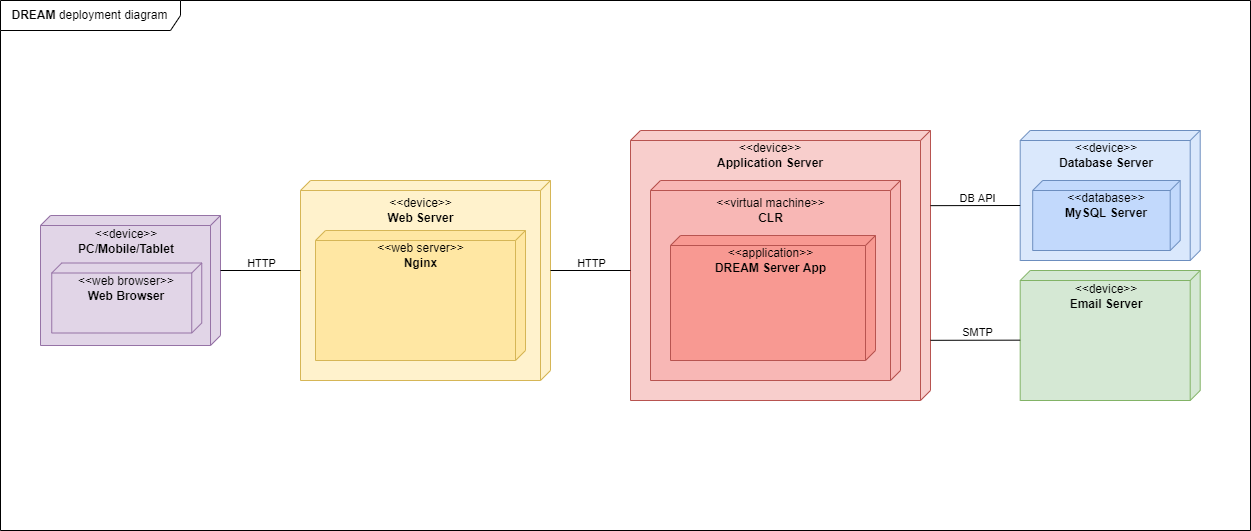 DREAM deployment diagram
<<device>>
PC/Mobile/Tablet
<<web browser>>
Web Browser
HTTP
<<device>>
Web Server
<<web server>>
Nginx
HTTP
<<device>>
Application Server
<<virtual machine>>
CLR
<<application>>
DREAM Server App
DB API
<<device>>
Database Server
<<database>>
MySQL Server
SMTP
<<device>>
Email Server